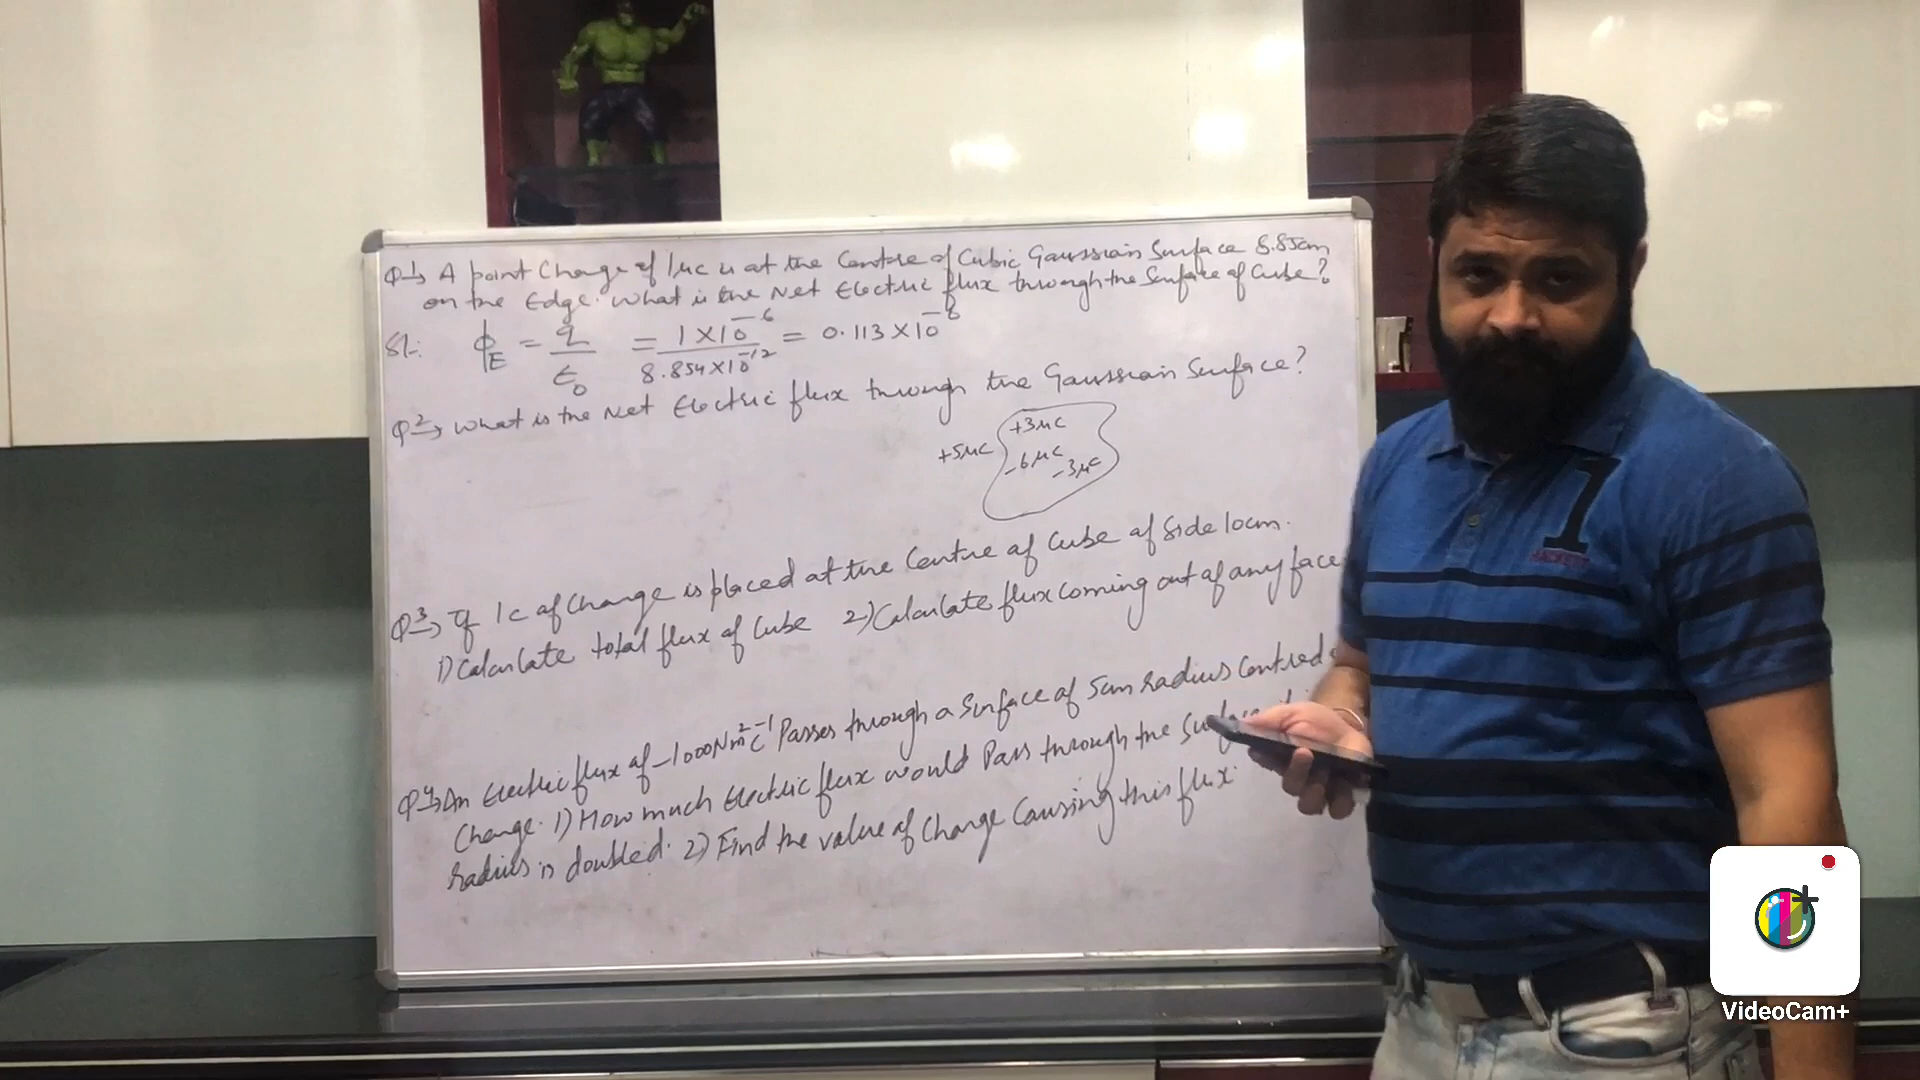 Q1→ A point Charge of 1μc is at the Centre of Cubic Gaussian Surface 8.85cm
on the Edge. What is the Net Electric flux through the Surface of Cube?
Sl:- ϕE = q/ε0 = 1×10^-6/8.854×10^-12 = 0.113×10^-8
Q2→ What is the Net Electric flux through the Gaussian Surface?
+3μC
+5μC
-6μC
-3μC
Q3→ If 1C of Charge is placed at the Centre of Cube of Side 10cm.
1) Calculate total flux of Cube 2) Calculate flux coming out of any face
Q4→ An Electric flux of -1000Nm²c⁻¹ Passes through a Surface of 5cm radius Centred
Charge. 1) How much Electric flux would Pass through the
radius is doubled. 2) Find the value of Charge Causing this flux.
1
VideoCam+